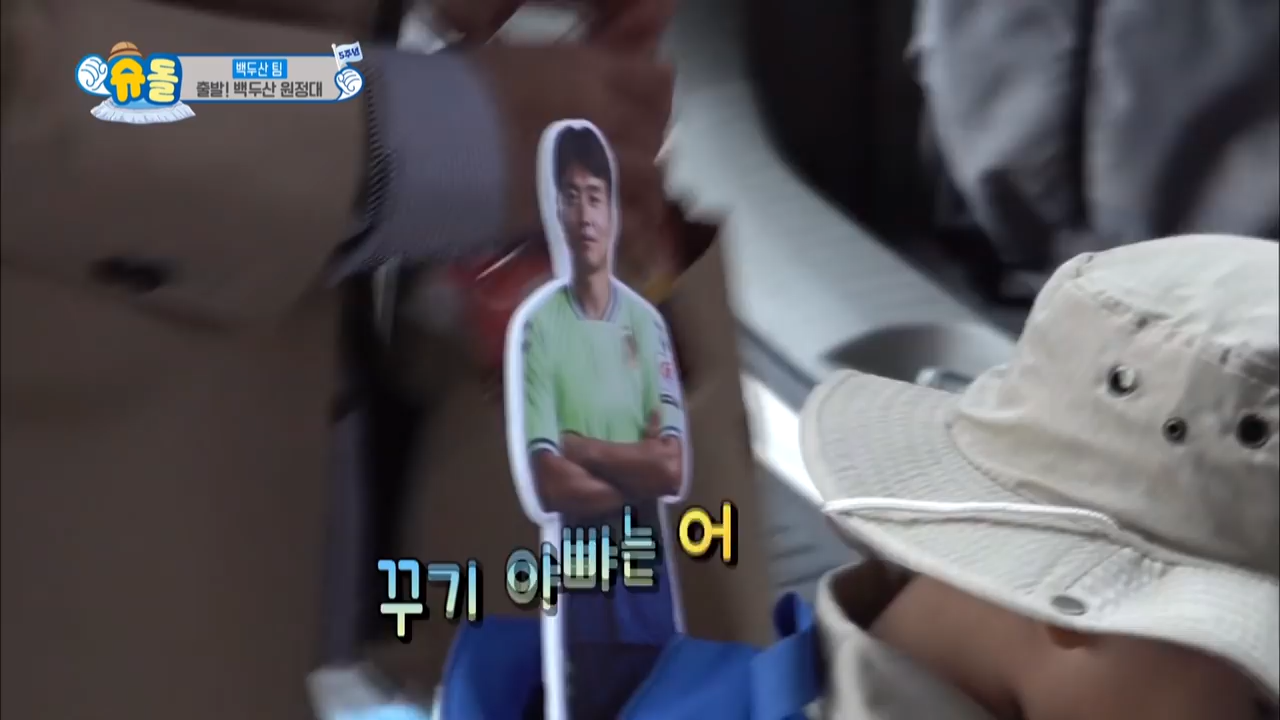 슈돌
5주년
백두산 팀
출발! 백두산 원정대
꾸기 아빠는 어